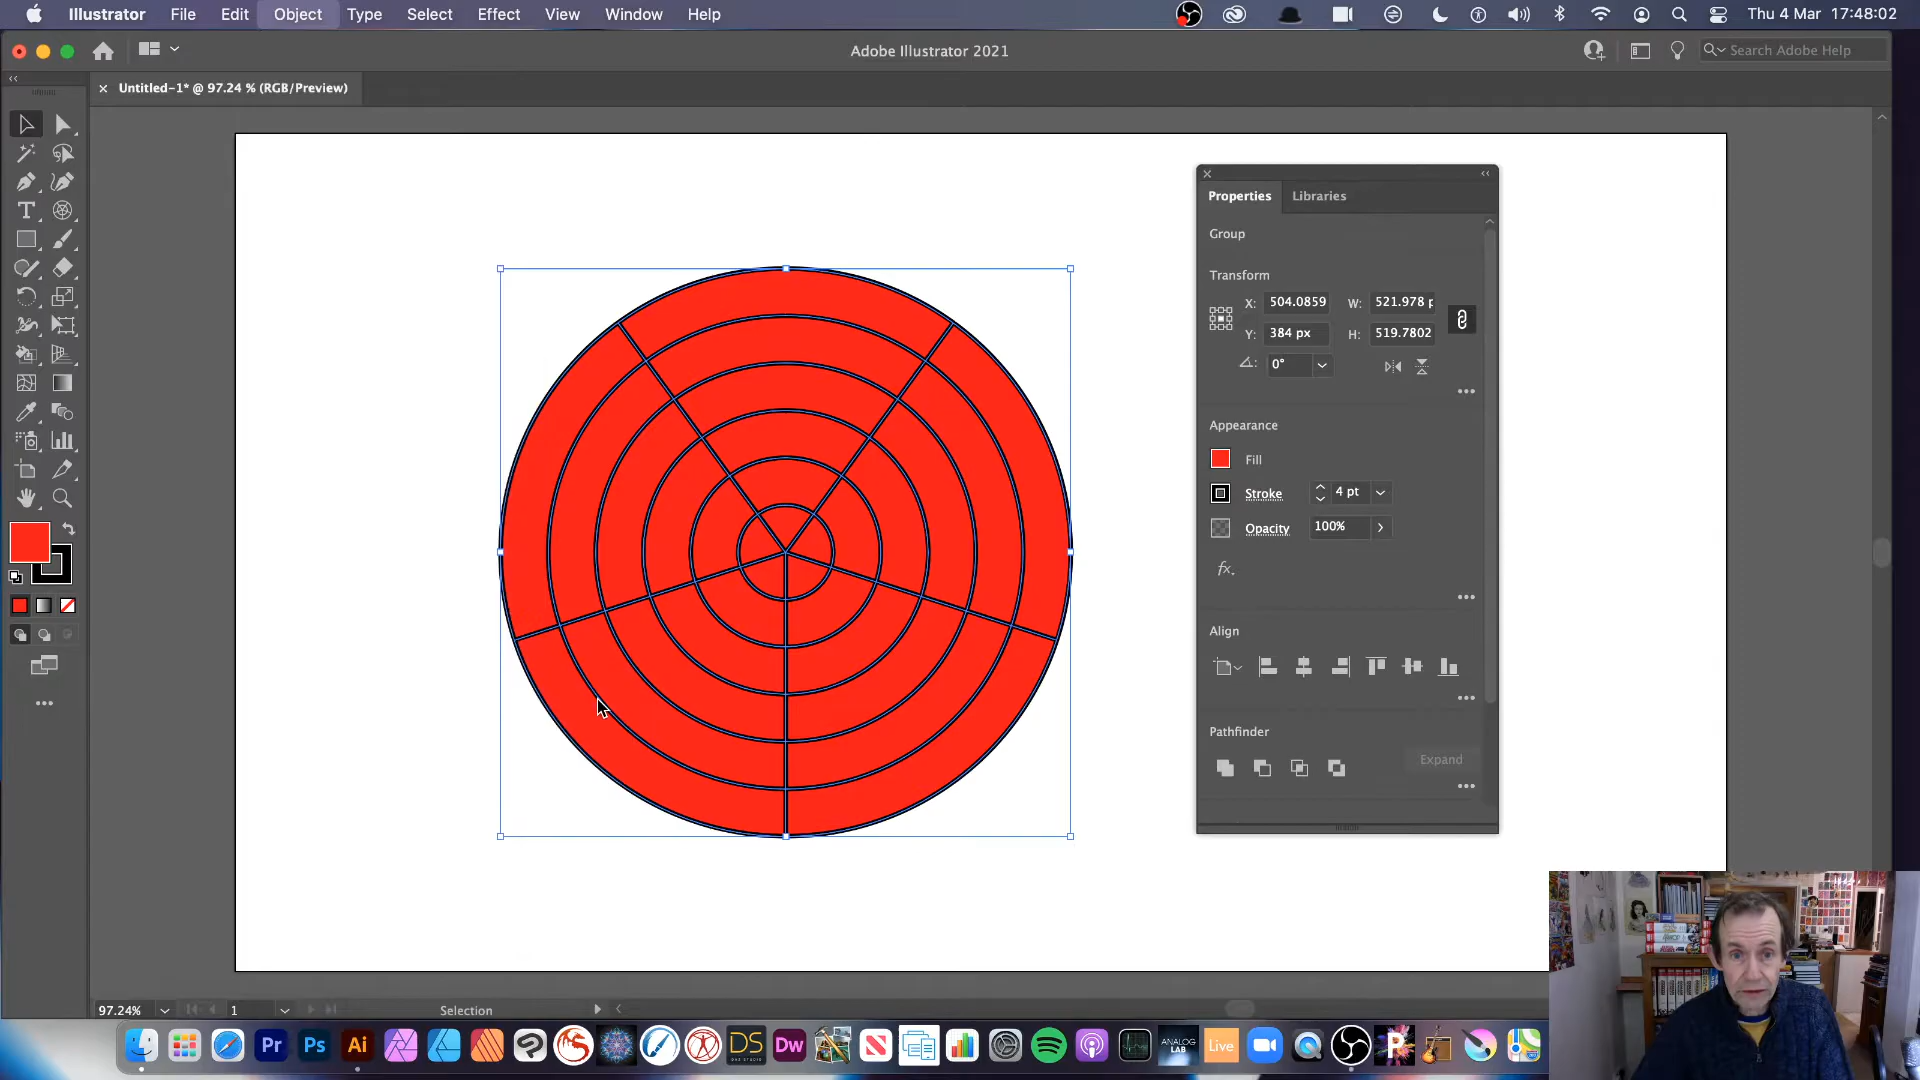 Illustrator File Edit Object Type Select Effect View Window Help
Thu 4 Mar 17:48:02
Adobe Illustrator 2021
Search Adobe Help
Untitled-1* @ 97.24 % (RGB/Preview)
Properties Libraries
Group
Transform
X: 504.0859 W: 521.978 p
Y: 384 px H: 519.7802
0°
Appearance
Fill
Stroke 4 pt
Opacity 100%
fx.
Align
Pathfinder
Expand
97.24% 1 Selection
Pr Ps Ai DS Dw ANALOG LAB Live P